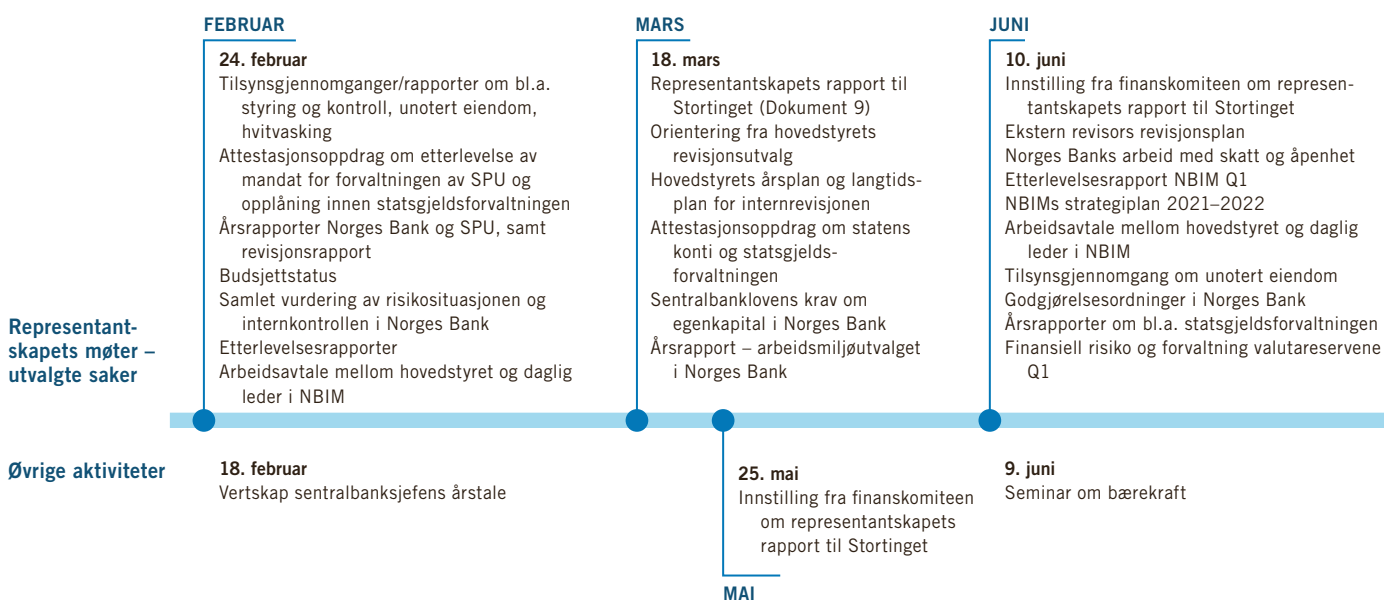 FEBRUAR
24. februar
Tilsynsgjennomganger/rapporter om bl.a.
styring og kontroll, unotert eiendom,
hvitvasking
Attestasjonsoppdrag om etterlevelse av
mandat for forvaltningen av SPU og
opplåning innen statsgjeldsforvaltningen
Årsrapporter Norges Bank og SPU, samt
revisjonsrapport
Budsjettstatus
Samlet vurdering av risikosituasjonen og
internkontrollen i Norges Bank
Etterlevelsesrapporter
Arbeidsavtale mellom hovedstyret og daglig
leder i NBIM
MARS
18. mars
Representantskapets rapport til
Stortinget (Dokument 9)
Orientering fra hovedstyrets
revisjonsutvalg
Hovedstyrets årsplan og langtids-
plan for internrevisjonen
Attestasjonsoppdrag om statens
konti og statsgjelds-
forvaltningen
Sentralbanklovens krav om
egenkapital i Norges Bank
Årsrapport – arbeidsmiljøutvalget
i Norges Bank
JUNI
10. juni
Innstilling fra finanskomiteen om represen-
tantskapets rapport til Stortinget
Ekstern revisors revisjonsplan
Norges Banks arbeid med skatt og åpenhet
Etterlevelsesrapport NBIM Q1
NBIMs strategiplan 2021–2022
Arbeidsavtale mellom hovedstyret og daglig
leder i NBIM
Tilsynsgjennomgang om unotert eiendom
Godgjørelsesordninger i Norges Bank
Årsrapporter om bl.a. statsgjeldsforvaltningen
Finansiell risiko og forvaltning valutareservene
Q1
Representant-
skapets møter –
utvalgte saker
Øvrige aktiviteter
18. februar
Vertskap sentralbanksjefens årstale
25. mai
Innstilling fra finanskomiteen
om representantskapets
rapport til Stortinget
MAI
9. juni
Seminar om bærekraft